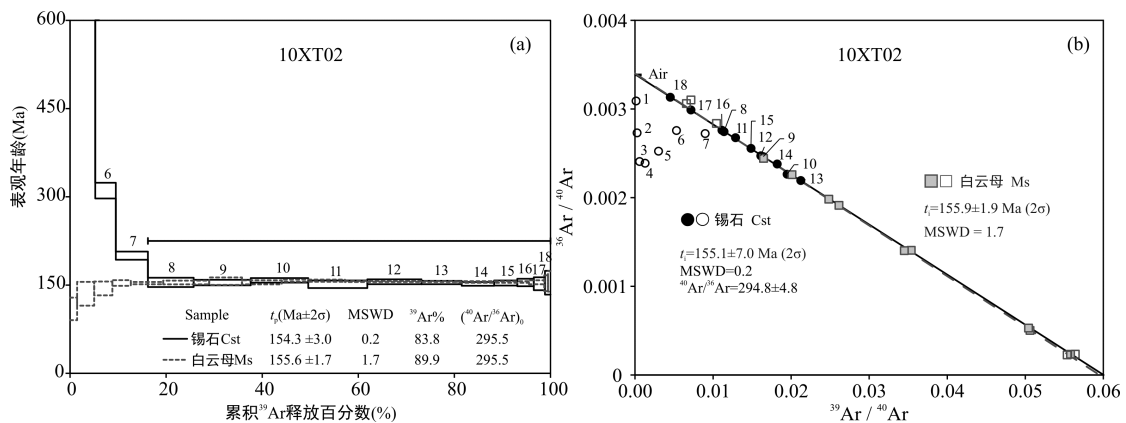 600
450
300
150
0
表观年龄(Ma)
(a)
10XT02
6
7
8
9
10
11
12
13
14
15
16
17
18
Sample tp(Ma±2σ) MSWD ³⁹Ar% (⁴⁰Ar/³⁶Ar)₀
锡石Cst 154.3 ±3.0 0.2 83.8 295.5
白云母Ms 155.6 ±1.7 1.7 89.9 295.5
0 20 40 60 80 100
累积³⁹Ar释放百分数(%)
0.004
0.003
0.002
0.001
0
³⁶Ar / ⁴⁰Ar
(b)
10XT02
Air
18
1
17
16
8
2
6
7
11
15
3
5
4
12
9
14
10
13
白云母 Ms
tᵢ=155.9±1.9 Ma (2σ)
MSWD = 1.7
锡石 Cst
tᵢ=155.1±7.0 Ma (2σ)
MSWD=0.2
⁴⁰Ar/³⁶Ar=294.8±4.8
0.00 0.01 0.02 0.03 0.04 0.05 0.06
³⁹Ar / ⁴⁰Ar